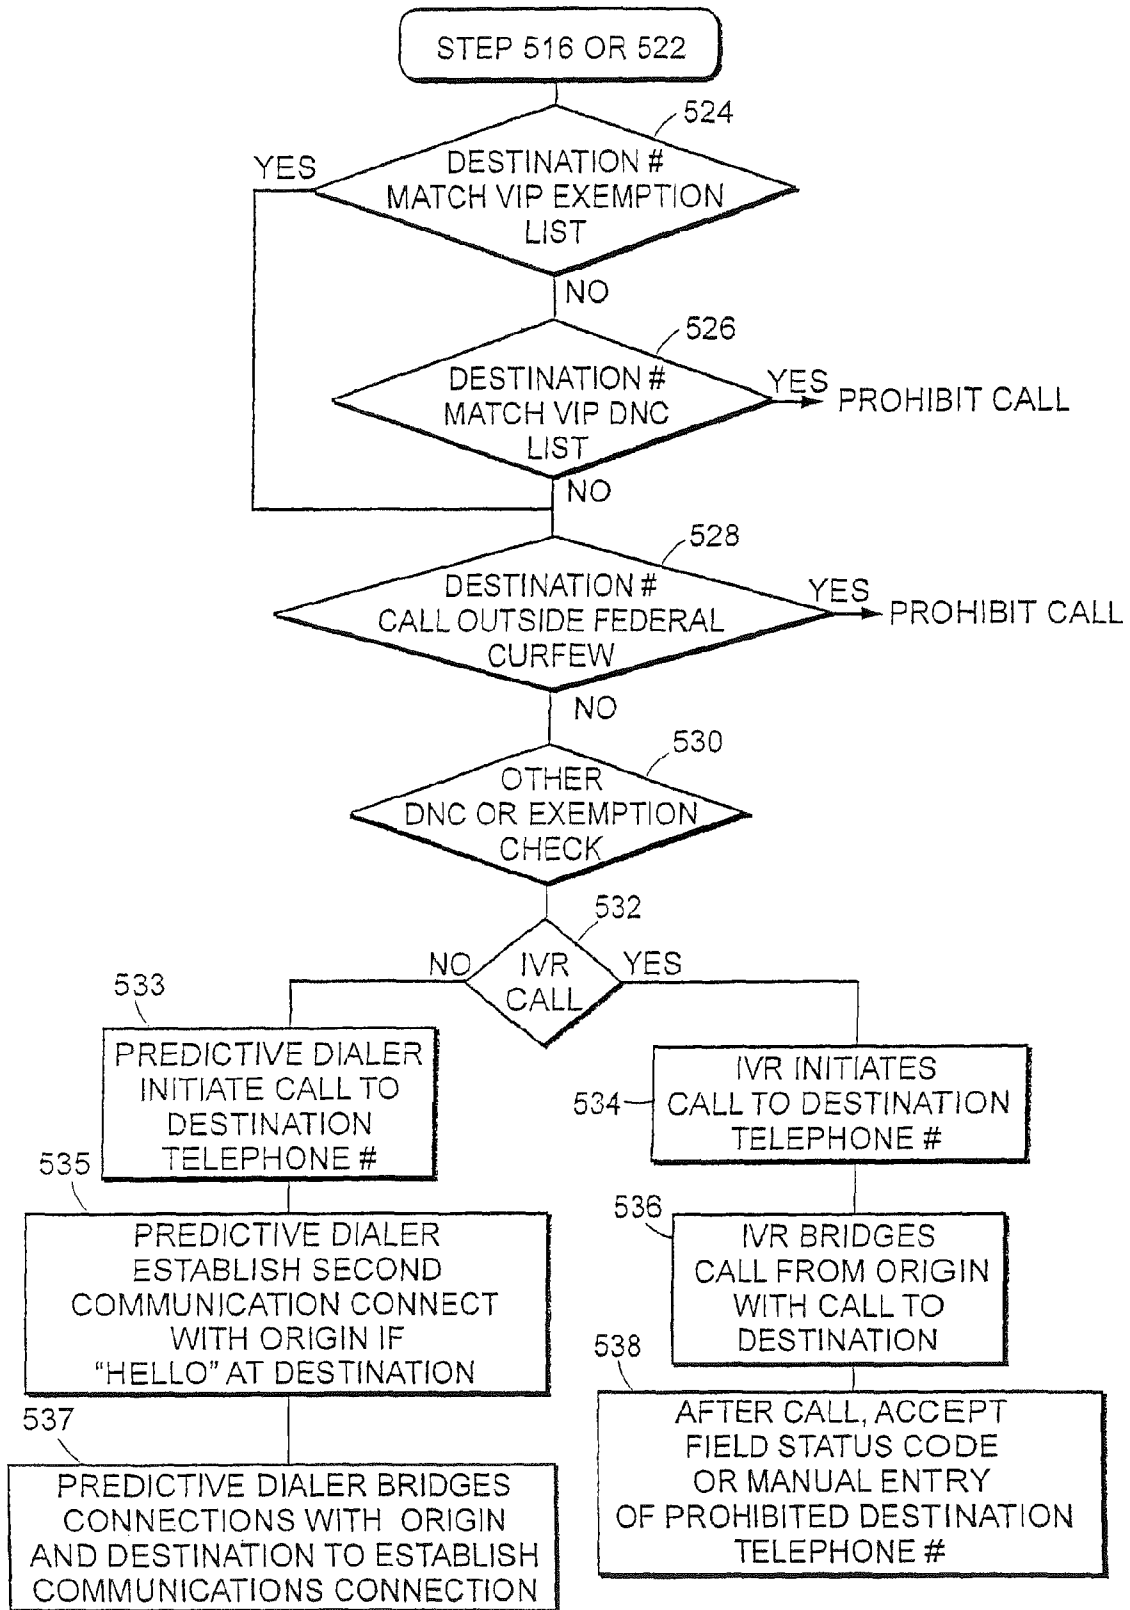 STEP 516 OR 522
524
YES
DESTINATION #
MATCH VIP EXEMPTION
LIST
NO
526
DESTINATION #
MATCH VIP DNC
LIST
YES
PROHIBIT CALL
NO
528
DESTINATION #
CALL OUTSIDE FEDERAL
CURFEW
YES
PROHIBIT CALL
NO
530
OTHER
DNC OR EXEMPTION
CHECK
532
NO
IVR
CALL
YES
533
PREDICTIVE DIALER
INITIATE CALL TO
DESTINATION
TELEPHONE #
534
IVR INITIATES
CALL TO DESTINATION
TELEPHONE #
535
PREDICTIVE DIALER
ESTABLISH SECOND
COMMUNICATION CONNECT
WITH ORIGIN IF
"HELLO" AT DESTINATION
536
IVR BRIDGES
CALL FROM ORIGIN
WITH CALL TO
DESTINATION
537
PREDICTIVE DIALER BRIDGES
CONNECTIONS WITH ORIGIN
AND DESTINATION TO ESTABLISH
COMMUNICATIONS CONNECTION
538
AFTER CALL, ACCEPT
FIELD STATUS CODE
OR MANUAL ENTRY
OF PROHIBITED DESTINATION
TELEPHONE #